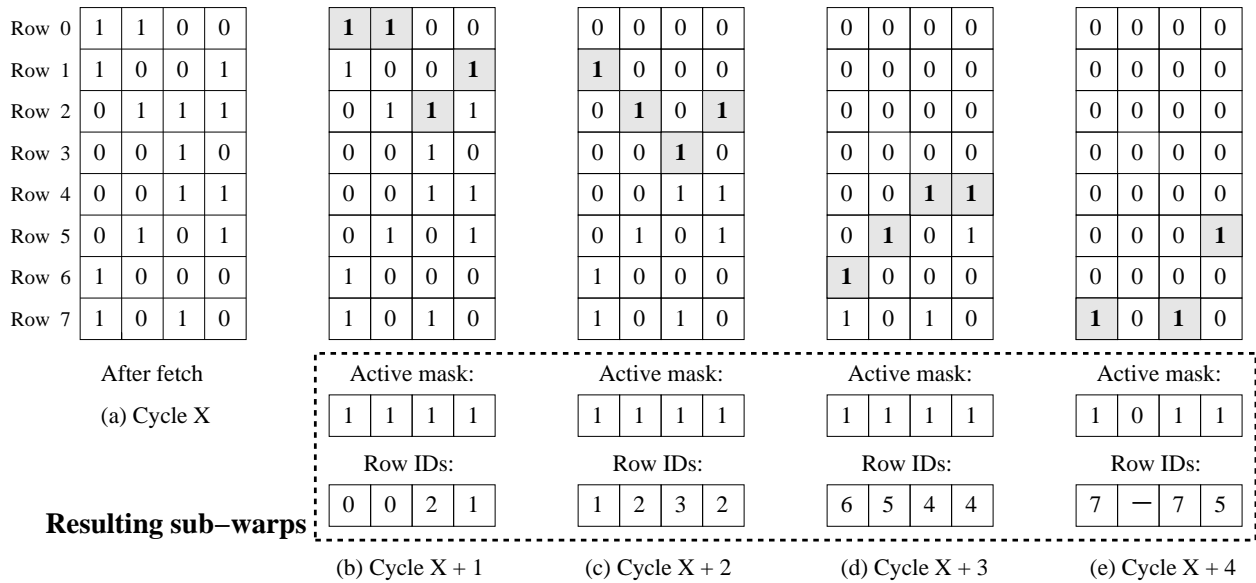 Row 0 1 1 0 0 1 1 0 0 0 0 0 0 0 0 0 0 0 0 0 0
Row 1 1 0 0 1 1 0 0 1 1 0 0 0 0 0 0 0 0 0 0 0
Row 2 0 1 1 1 0 1 1 1 0 1 0 1 0 0 0 0 0 0 0 0
Row 3 0 0 1 0 0 0 1 0 0 0 1 0 0 0 0 0 0 0 0 0
Row 4 0 0 1 1 0 0 1 1 0 0 1 1 0 0 1 1 0 0 0 0
Row 5 0 1 0 1 0 1 0 1 0 1 0 1 0 1 0 1 0 0 0 1
Row 6 1 0 0 0 1 0 0 0 1 0 0 0 1 0 0 0 0 0 0 0
Row 7 1 0 1 0 1 0 1 0 1 0 1 0 1 0 1 0 1 0 1 0
After fetch Active mask: Active mask: Active mask: Active mask:
(a) Cycle X 1 1 1 1 1 1 1 1 1 1 1 1 1 0 1 1
Row IDs: Row IDs: Row IDs: Row IDs:
Resulting sub−warps 0 0 2 1 1 2 3 2 6 5 4 4 7 − 7 5
(b) Cycle X + 1 (c) Cycle X + 2 (d) Cycle X + 3 (e) Cycle X + 4